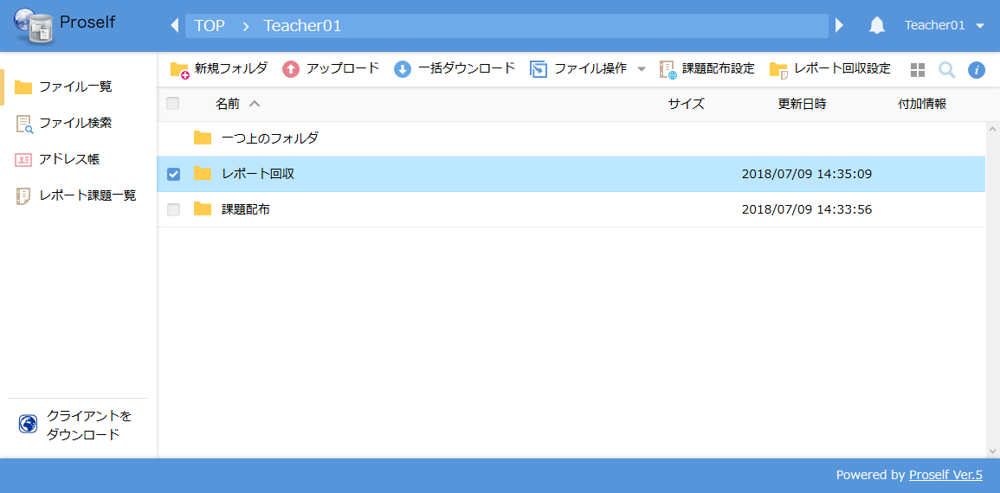 Proself
TOP > Teacher01
Teacher01
新規フォルダ アップロード 一括ダウンロード ファイル操作 課題配布設定 レポート回収設定
ファイル一覧
ファイル検索
アドレス帳
レポート課題一覧
名前 サイズ 更新日時 付加情報
一つ上のフォルダ
レポート回収 2018/07/09 14:35:09
課題配布 2018/07/09 14:33:56
クライアントを
ダウンロード
Powered by Proself Ver.5